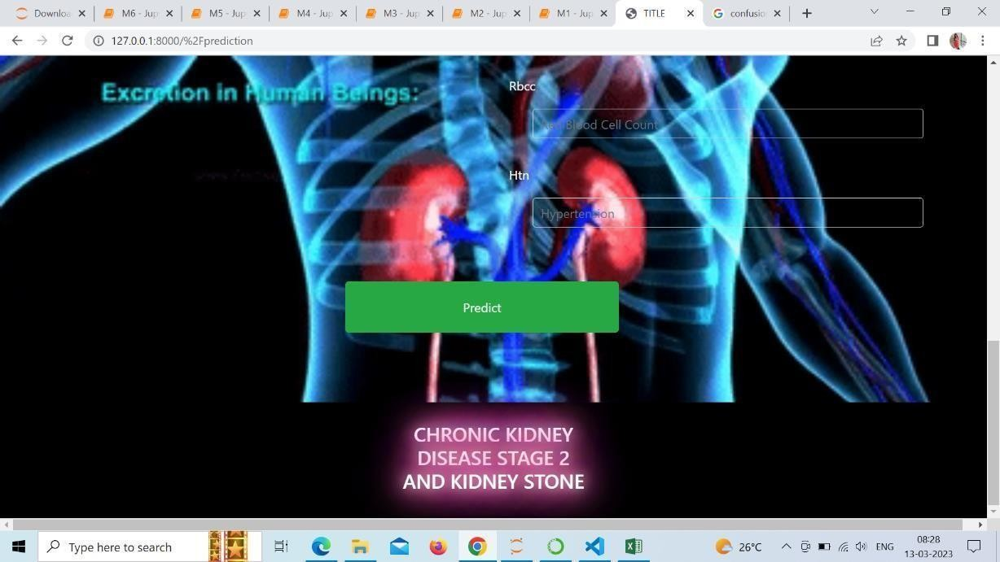 Downloa
M6 - Jup
M5 - Jup
M4 - Jup
M3 - Jup
M2 - Jup
M1 - Jup
TITLE
confusio
127.0.0.1:8000/%2Fprediction
Excretion in Human Beings:
Rbcc
Red Blood Cell Count
Htn
Hypertension
Predict
CHRONIC KIDNEY
DISEASE STAGE 2
AND KIDNEY STONE
Type here to search
26°C
ENG
08:28
13-03-2023